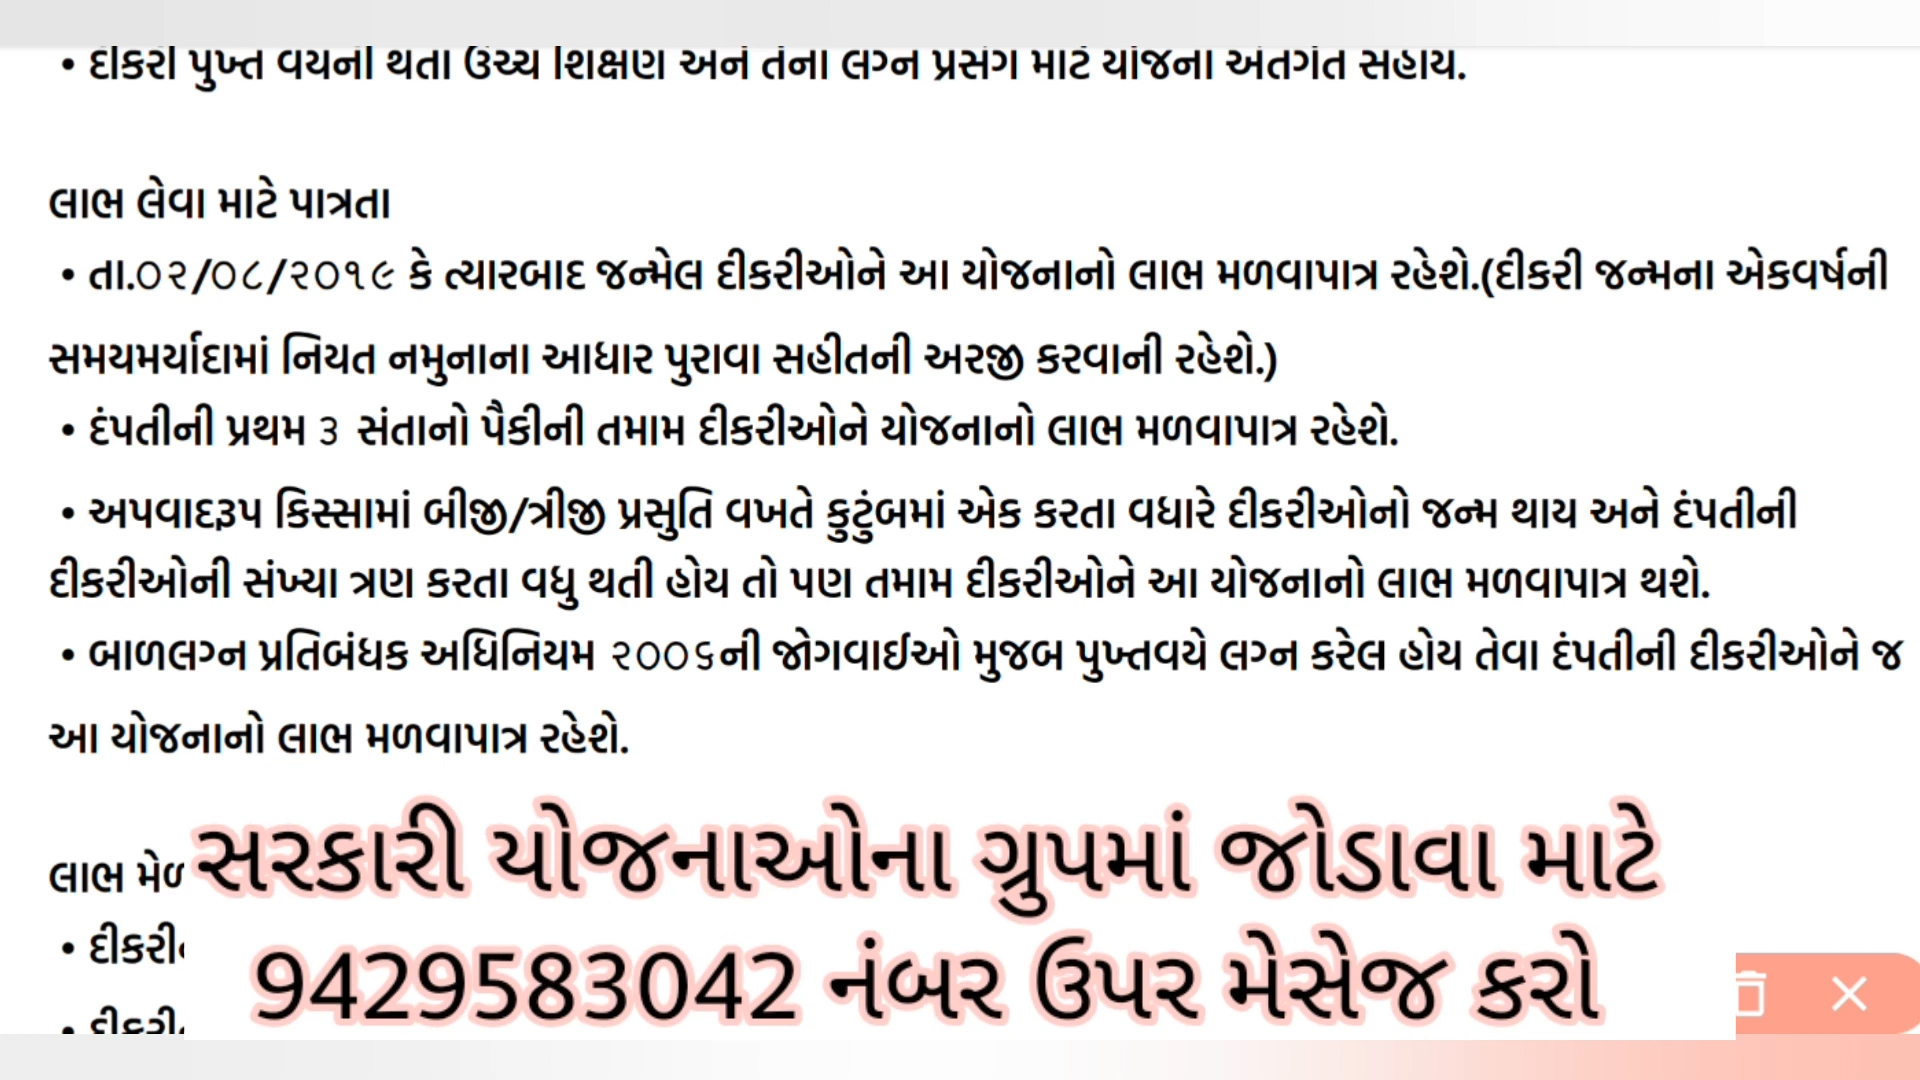 • દીકરી પુખ્ત વયની થતા ઉચ્ચ શિક્ષણ અને તેના લગ્ન પ્રસંગ માટે યોજના અંતર્ગત સહાય.
લાભ લેવા માટે પાત્રતા
• તા.૦૨/૦૮/૨૦૧૯ કે ત્યારબાદ જન્મેલ દીકરીઓને આ યોજનાનો લાભ મળવાપાત્ર રહેશે.(દીકરી જન્મના એકવર્ષની
સમયમર્યાદામાં નિયત નમુનાના આધાર પુરાવા સહીતની અરજી કરવાની રહેશે.)
• દંપતીની પ્રથમ ૩ સંતાનો પૈકીની તમામ દીકરીઓને યોજનાનો લાભ મળવાપાત્ર રહેશે.
• અપવાદરૂપ કિસ્સામાં બીજી/ત્રીજી પ્રસુતિ વખતે કુટુંબમાં એક કરતા વધારે દીકરીઓનો જન્મ થાય અને દંપતીની
દીકરીઓની સંખ્યા ત્રણ કરતા વધુ થતી હોય તો પણ તમામ દીકરીઓને આ યોજનાનો લાભ મળવાપાત્ર થશે.
• બાળલગ્ન પ્રતિબંધક અધિનિયમ ૨૦૦૬ની જોગવાઈઓ મુજબ પુખ્તવયે લગ્ન કરેલ હોય તેવા દંપતીની દીકરીઓને જ
આ યોજનાનો લાભ મળવાપાત્ર રહેશે.
લાભ
સરકારી યોજનાઓના ગ્રુપમાં જોડાવા માટે
9429583042 નંબર ઉપર મેસેજ કરો